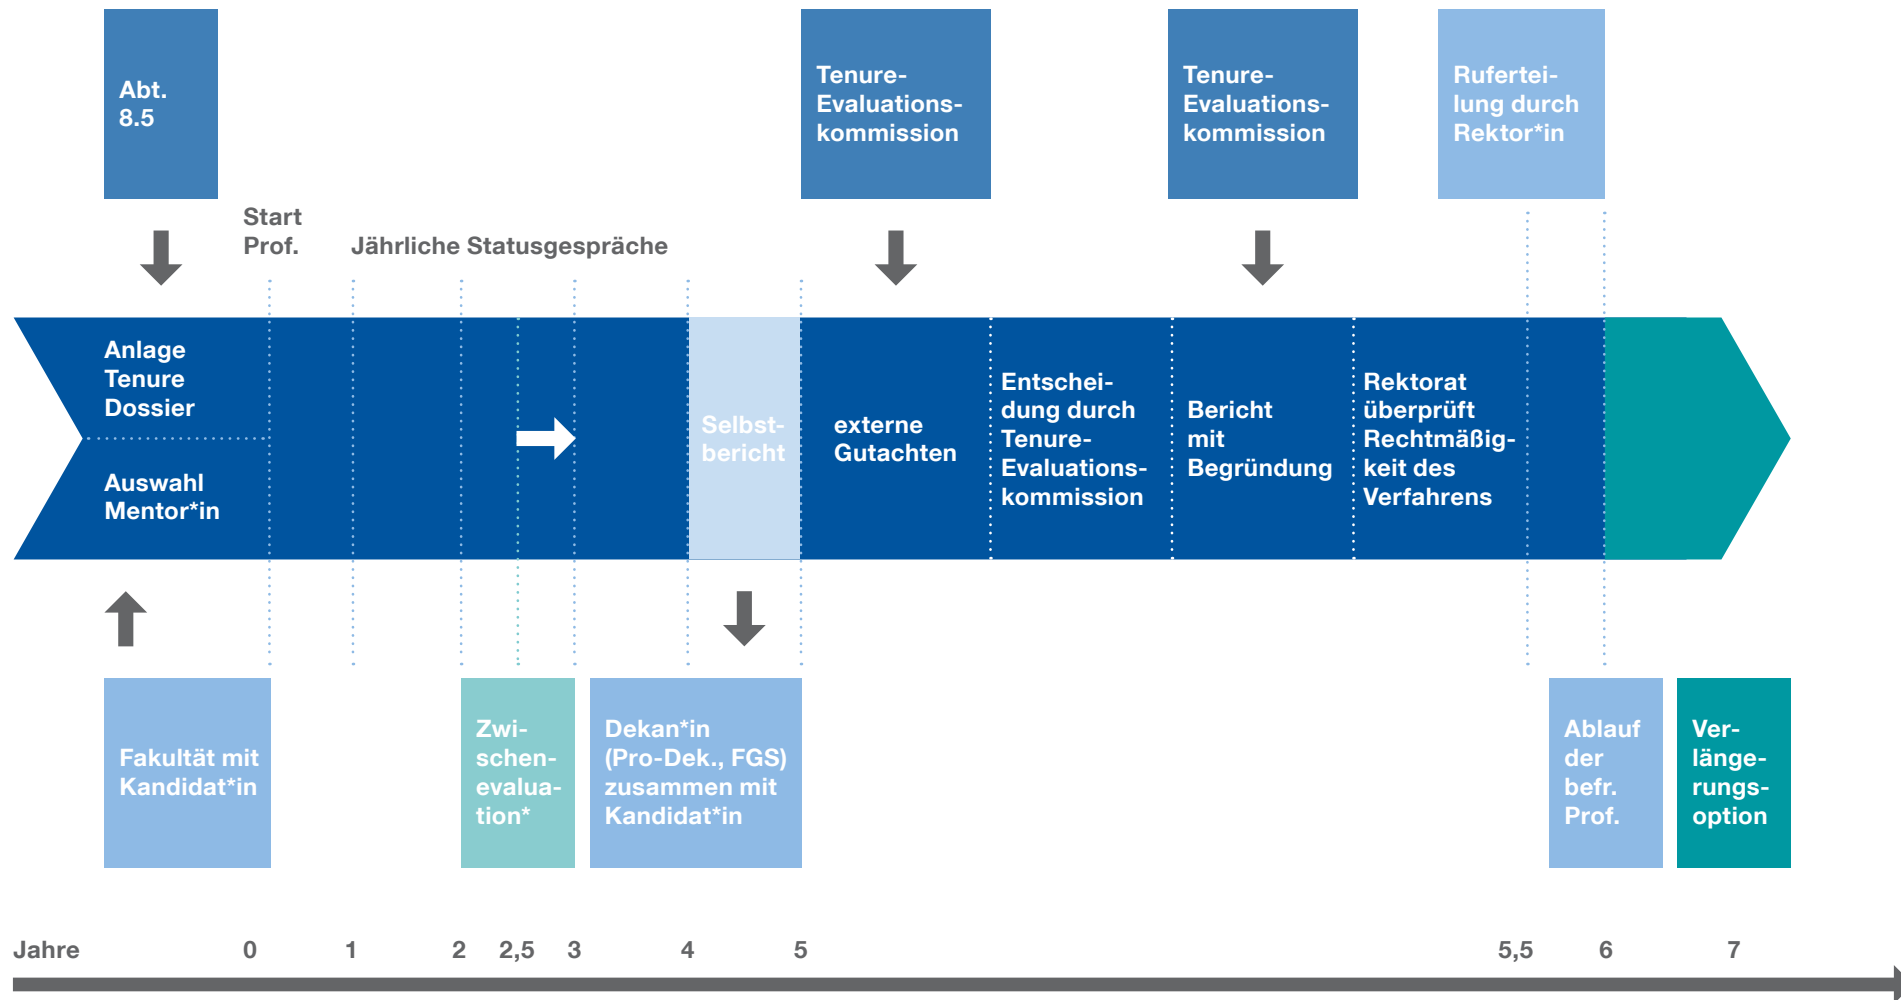 Abt.
8.5
Tenure-
Evaluations-
kommission
Tenure-
Evaluations-
kommission
Ruferteilung durch
Rektor*in
Start
Prof.
Jährliche Statusgespräche
Anlage
Tenure
Dossier
Auswahl
Mentor*in
Selbst-
bericht
externe
Gutachten
Entschei-
dung durch
Tenure-
Evaluations-
kommission
Bericht
mit
Begründung
Rektorat
überprüft
Rechtmäßig-
keit des
Verfahrens
Fakultät mit
Kandidat*in
Zwi-
schen-
evalua-
tion*
Dekan*in
(Pro-Dek., FGS)
zusammen mit
Kandidat*in
Ablauf
der
befr.
Prof.
Ver-
länge-
rungs-
option
Jahre 0 1 2 2,5 3 4 5 5,5 6 7